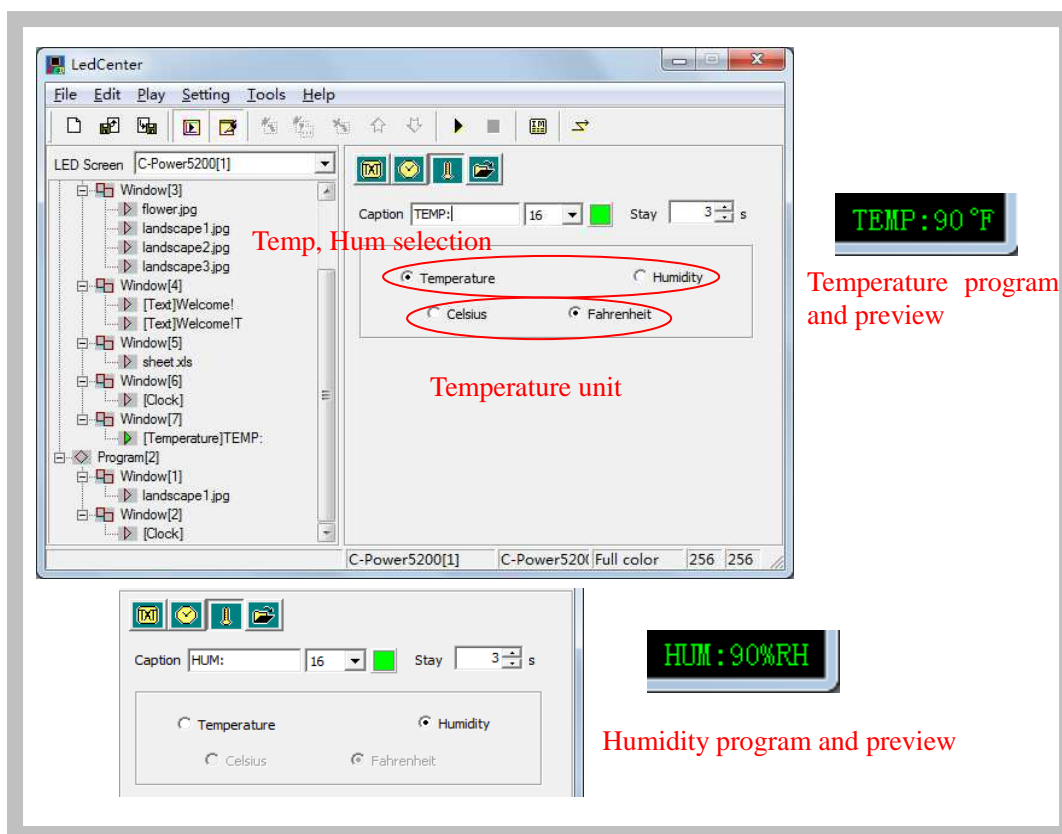 LedCenter
File Edit Play Setting Tools Help
LED Screen C-Power5200[1]
Window[3]
flower.jpg
landscape1.jpg
landscape2.jpg
landscape3.jpg
Window[4]
[Text]Welcome!
[Text]Welcome!T
Window[5]
sheet.xls
Window[6]
[Clock]
Window[7]
[Temperature]TEMP:
Program[2]
Window[1]
landscape1.jpg
Window[2]
[Clock]
TXT
Caption TEMP: 16 Stay 3 s
Temp, Hum selection
Temperature Humidity
Celsius Fahrenheit
Temperature unit
C-Power5200[1] C-Power520( Full color 256 256
TEMP:90°F
Temperature program
and preview
TXT
Caption HUM: 16 Stay 3 s
Temperature Humidity
Celsius Fahrenheit
HUM:90%RH
Humidity program and preview